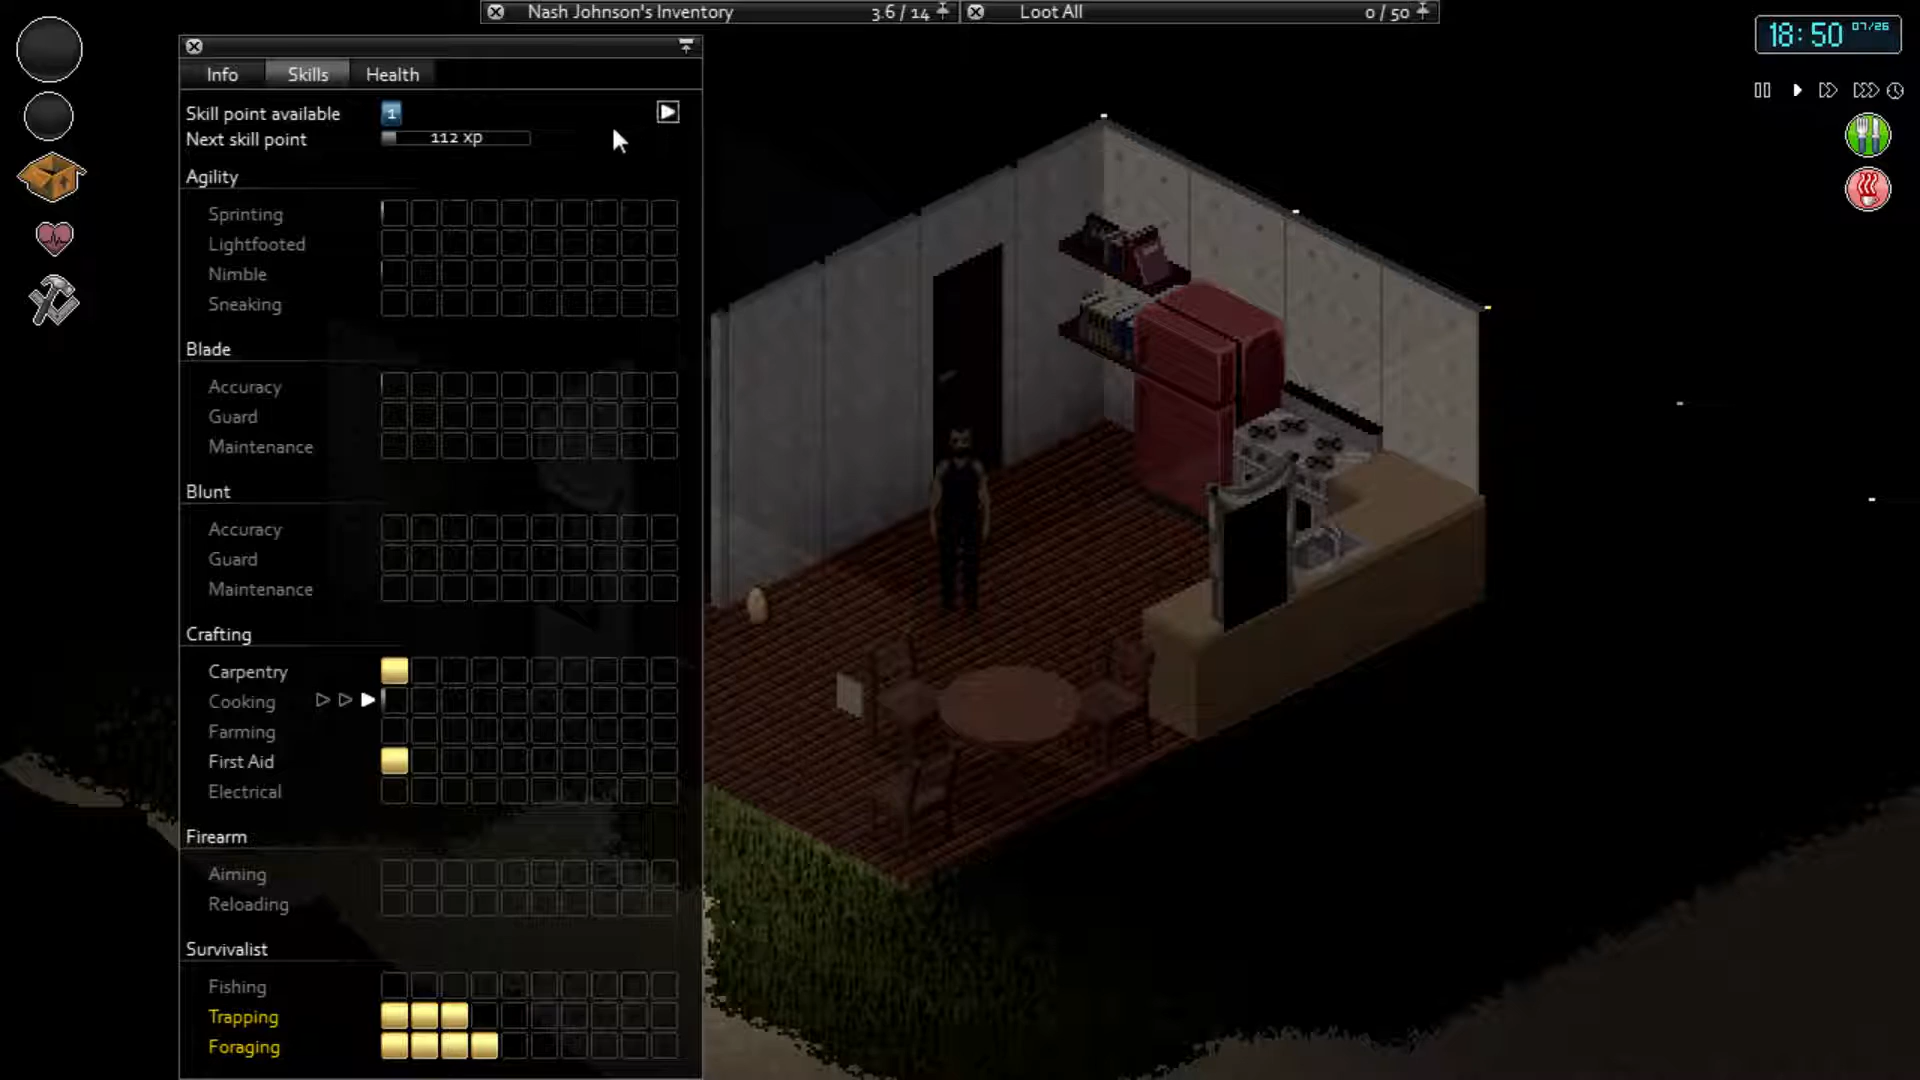 Nash Johnson's Inventory 3.6 / 14
Loot All 0 / 50
18:50 07/26
Info Skills Health
Skill point available 1
Next skill point 112 xp
Agility
Sprinting
Lightfooted
Nimble
Sneaking
Blade
Accuracy
Guard
Maintenance
Blunt
Accuracy
Guard
Maintenance
Crafting
Carpentry
Cooking
Farming
First Aid
Electrical
Firearm
Aiming
Reloading
Survivalist
Fishing
Trapping
Foraging